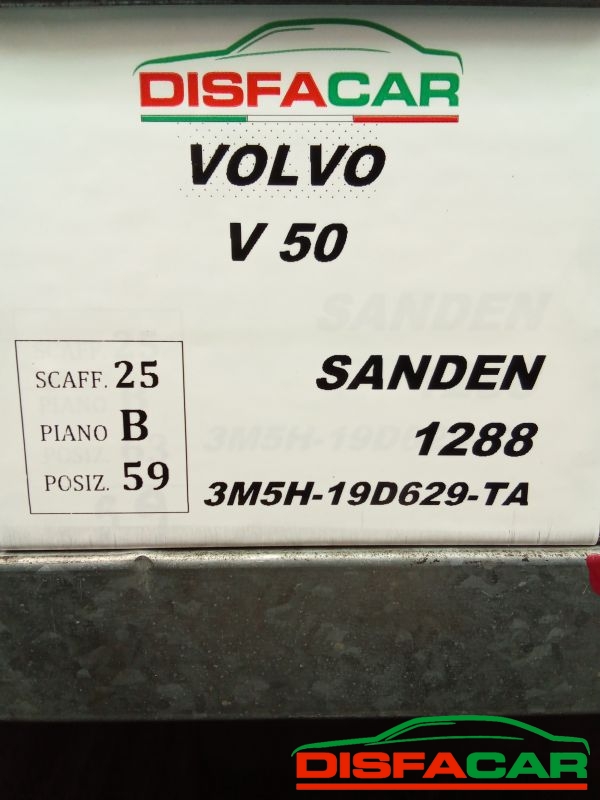 DISFACAR
VOLVO
V 50
SCAFF. 25
PIANO B
POSIZ. 59
SANDEN
1288
3M5H-19D629-TA
DISFACAR